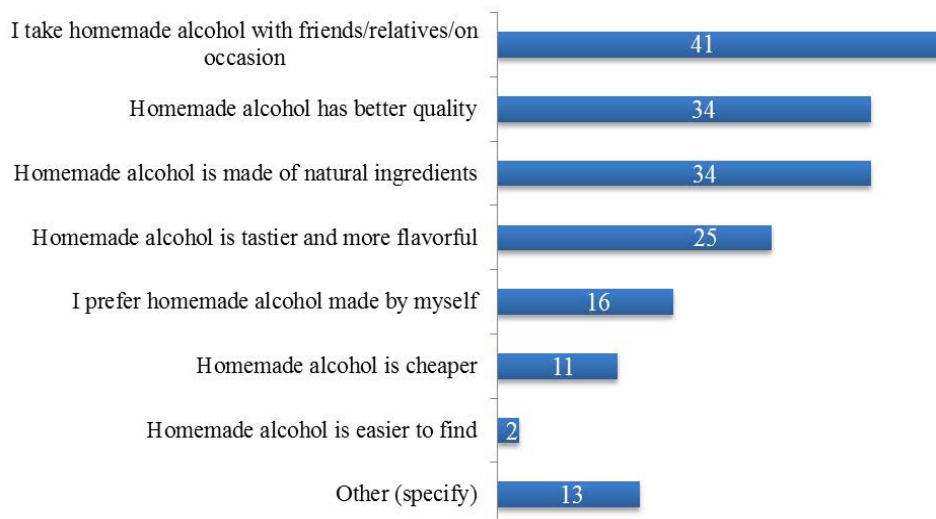 I take homemade alcohol with friends/relatives/on
occasion
41
Homemade alcohol has better quality
34
Homemade alcohol is made of natural ingredients
34
Homemade alcohol is tastier and more flavorful
25
I prefer homemade alcohol made by myself
16
Homemade alcohol is cheaper
11
Homemade alcohol is easier to find
2
Other (specify)
13